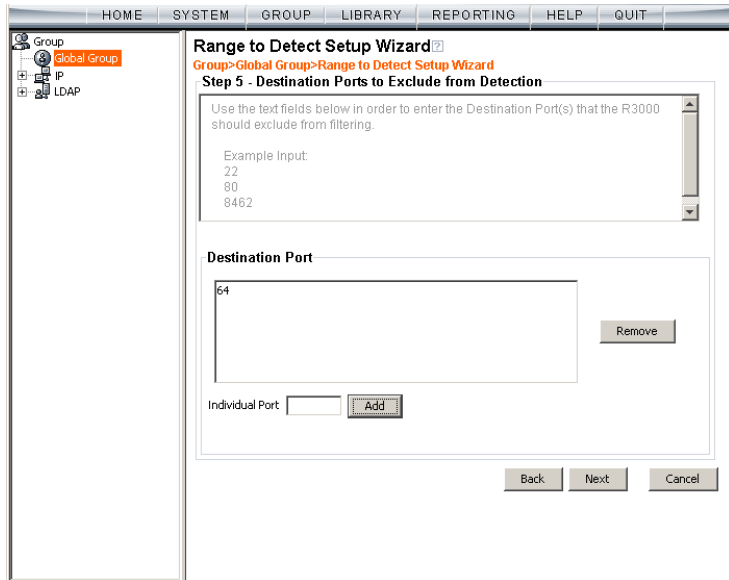 HOME SYSTEM GROUP LIBRARY REPORTING HELP QUIT
Group
Global Group
IP
LDAP
Range to Detect Setup Wizard?
Group>Global Group>Range to Detect Setup Wizard
Step 5 - Destination Ports to Exclude from Detection
Use the text fields below in order to enter the Destination Port(s) that the R3000
should exclude from filtering.
Example Input:
22
80
8462
Destination Port
64
Remove
Individual Port Add
Back Next Cancel